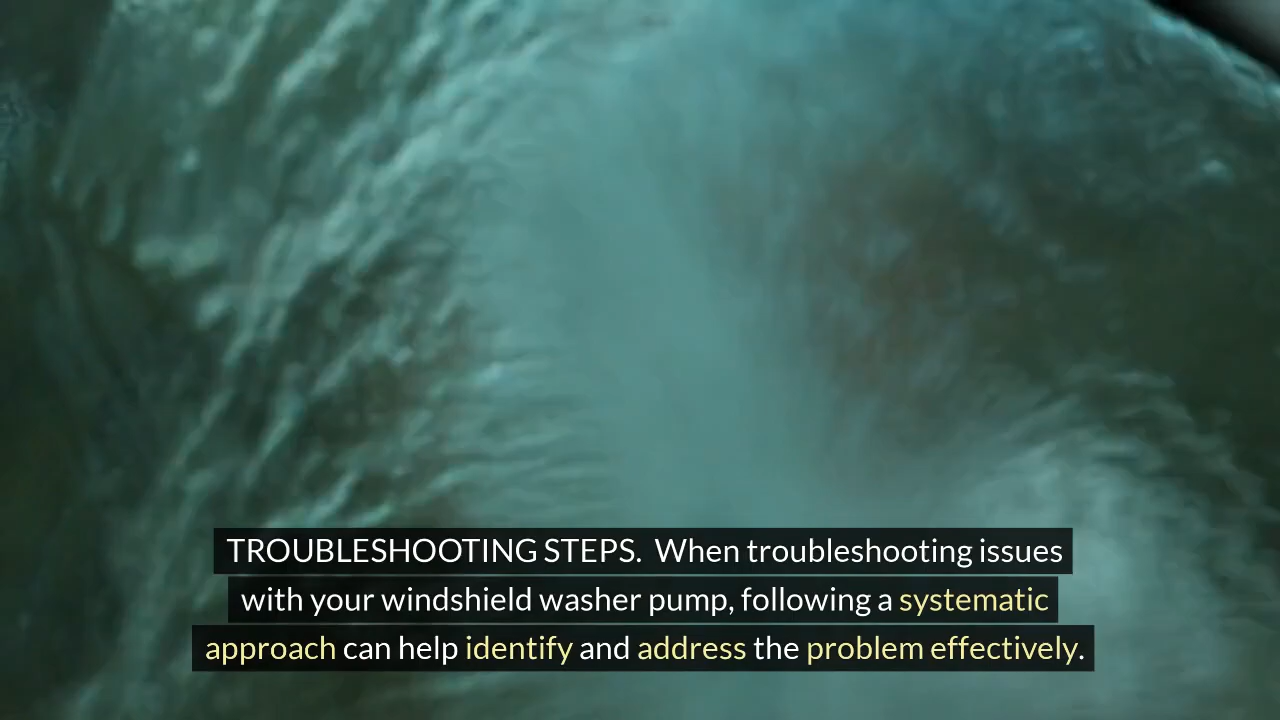 TROUBLESHOOTING STEPS.  When troubleshooting issues
with your windshield washer pump, following a systematic
approach can help identify and address the problem effectively.